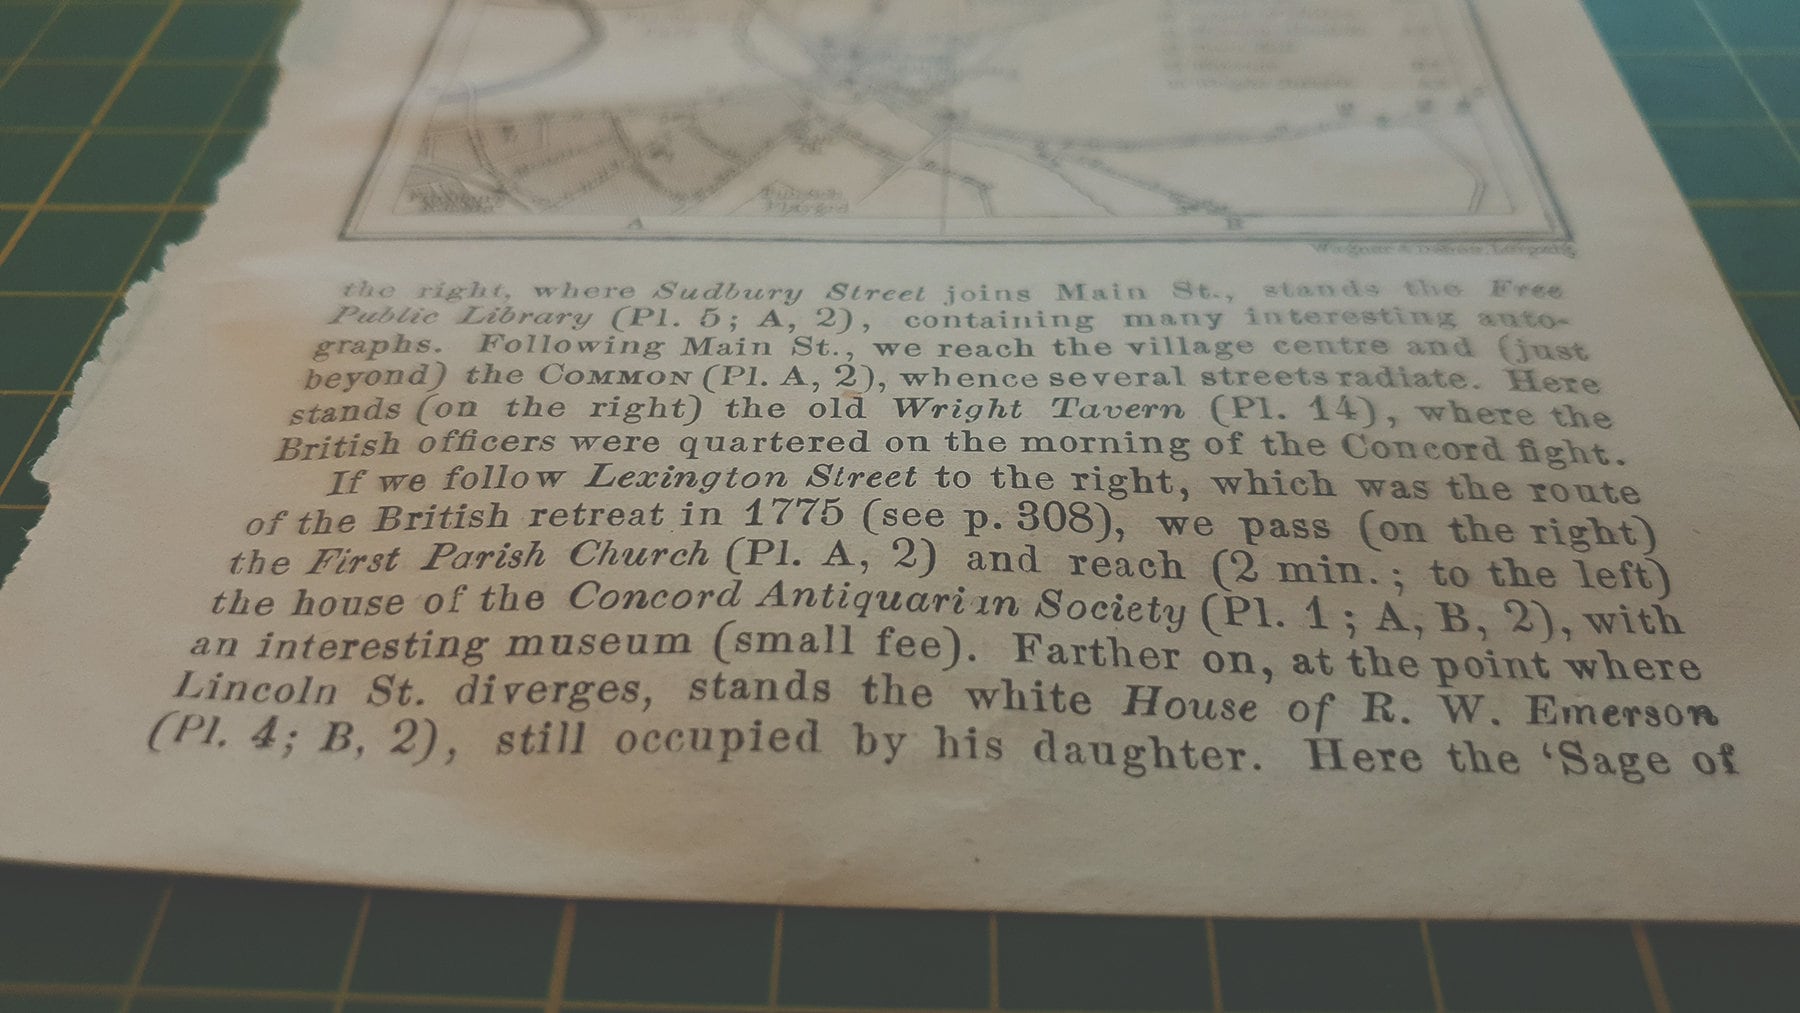 A B
Wagner & Debes, Leipzig
the right, where Sudbury Street joins Main St., stands the Free
Public Library (Pl. 5; A, 2), containing many interesting auto-
graphs. Following Main St., we reach the village centre and (just
beyond) the COMMON (Pl. A, 2), whence several streets radiate. Here
stands (on the right) the old Wright Tavern (Pl. 14), where the
British officers were quartered on the morning of the Concord fight.
If we follow Lexington Street to the right, which was the route
of the British retreat in 1775 (see p. 308), we pass (on the right)
the First Parish Church (Pl. A, 2) and reach (2 min.; to the left)
the house of the Concord Antiquarian Society (Pl. 1; A, B, 2), with
an interesting museum (small fee). Farther on, at the point where
Lincoln St. diverges, stands the white House of R. W. Emerson
(Pl. 4; B, 2), still occupied by his daughter. Here the ‘Sage of